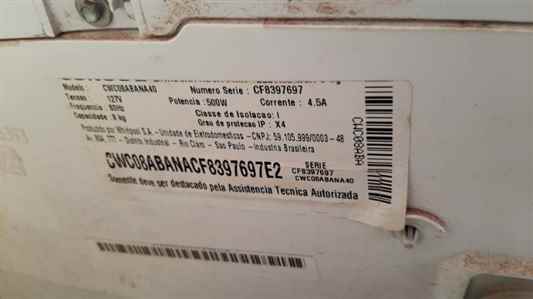 Modelo : CWC08ABANA40
Numero Serie : CF8397697
Tensao : 127V
Potencia : 500W
Corrente : 4.5A
Frequencia : 60Hz
Classe de Isolacao : I
Capacidade : 8 kg
Grau de protecao IP : X4
Produzido por Whirlpool S.A. - Unidade de Eletrodomesticos - CNPJ: 59.105.999/0003-48
Distrito Industrial - Rio Claro - Sao Paulo - Industria Brasileira
CWC08ABANACF8397697E2
SERIE
CF8397697
CWC08ABANA40
Somente deve ser destacado pela Assistencia Tecnica Autorizada
CWC08ABA